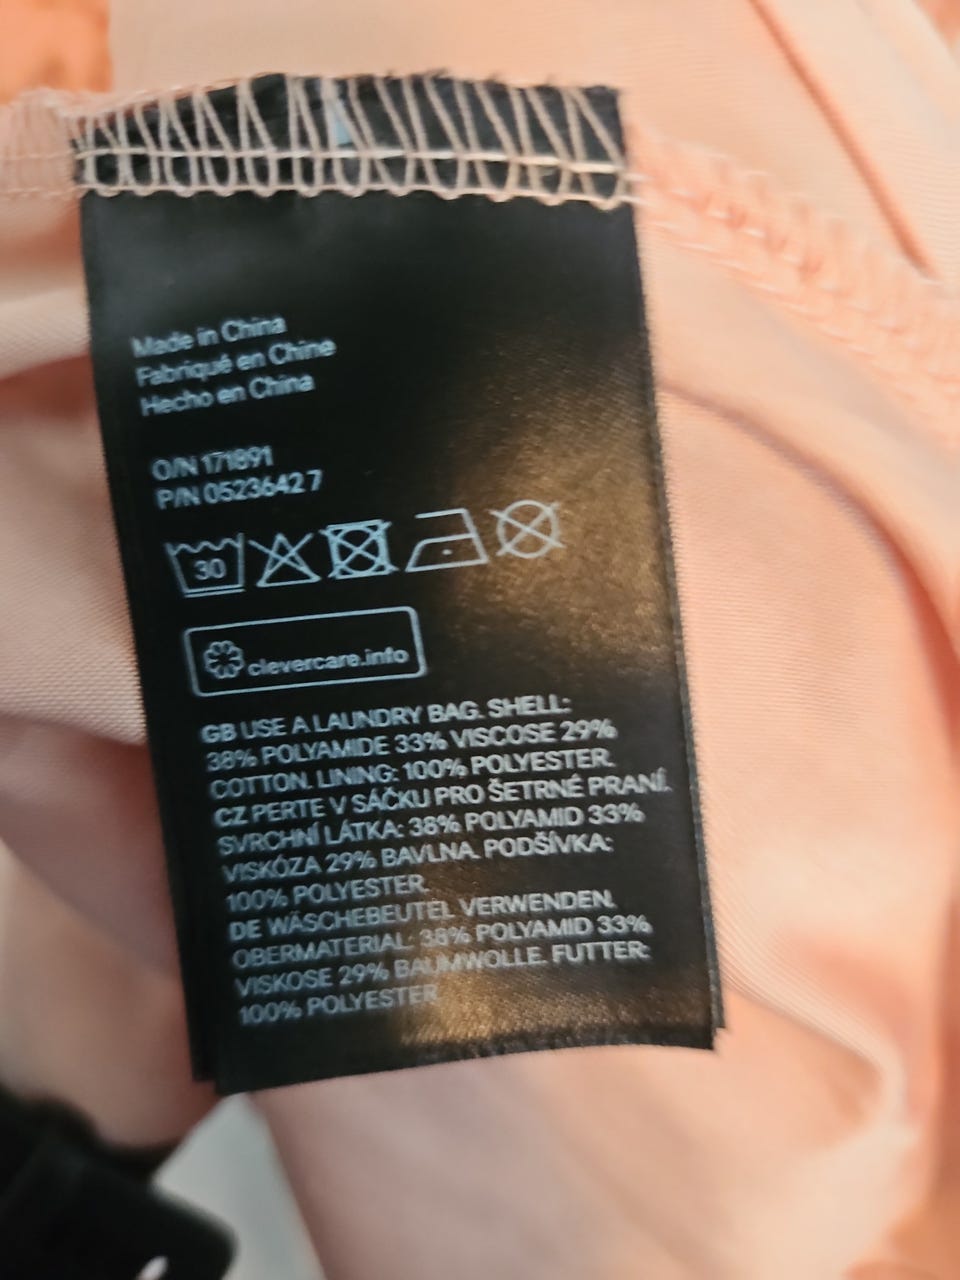 Made in China
Fabriqué en Chine
Hecho en China
O/N 171891
P/N 0523642 7
30
clevercare.info
GB USE A LAUNDRY BAG. SHELL:
38% POLYAMIDE 33% VISCOSE 29%
COTTON. LINING: 100% POLYESTER.
CZ PERTE V SÁČKU PRO ŠETRNÉ PRANÍ.
SVRCHNÍ LÁTKA: 38% POLYAMID 33%
VISKÓZA 29% BAVLNA. PODŠÍVKA:
100% POLYESTER.
DE WÄSCHEBEUTEL VERWENDEN.
OBERMATERIAL: 38% POLYAMID 33%
VISKOSE 29% BAUMWOLLE. FUTTER:
100% POLYESTER